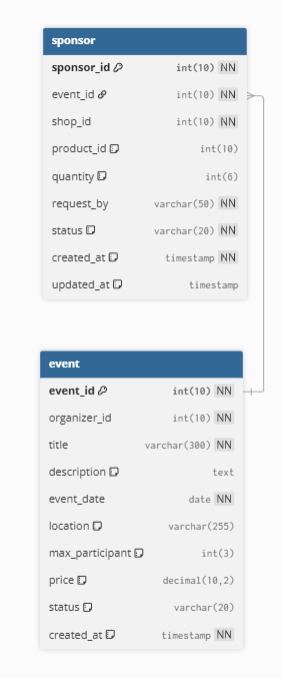 sponsor
sponsor_id int(10) NN
event_id int(10) NN
shop_id int(10) NN
product_id int(10)
quantity int(6)
request_by varchar(50) NN
status varchar(20) NN
created_at timestamp NN
updated_at timestamp
event
event_id int(10) NN
organizer_id int(10) NN
title varchar(300) NN
description text
event_date date NN
location varchar(255)
max_participant int(3)
price decimal(10,2)
status varchar(20)
created_at timestamp NN